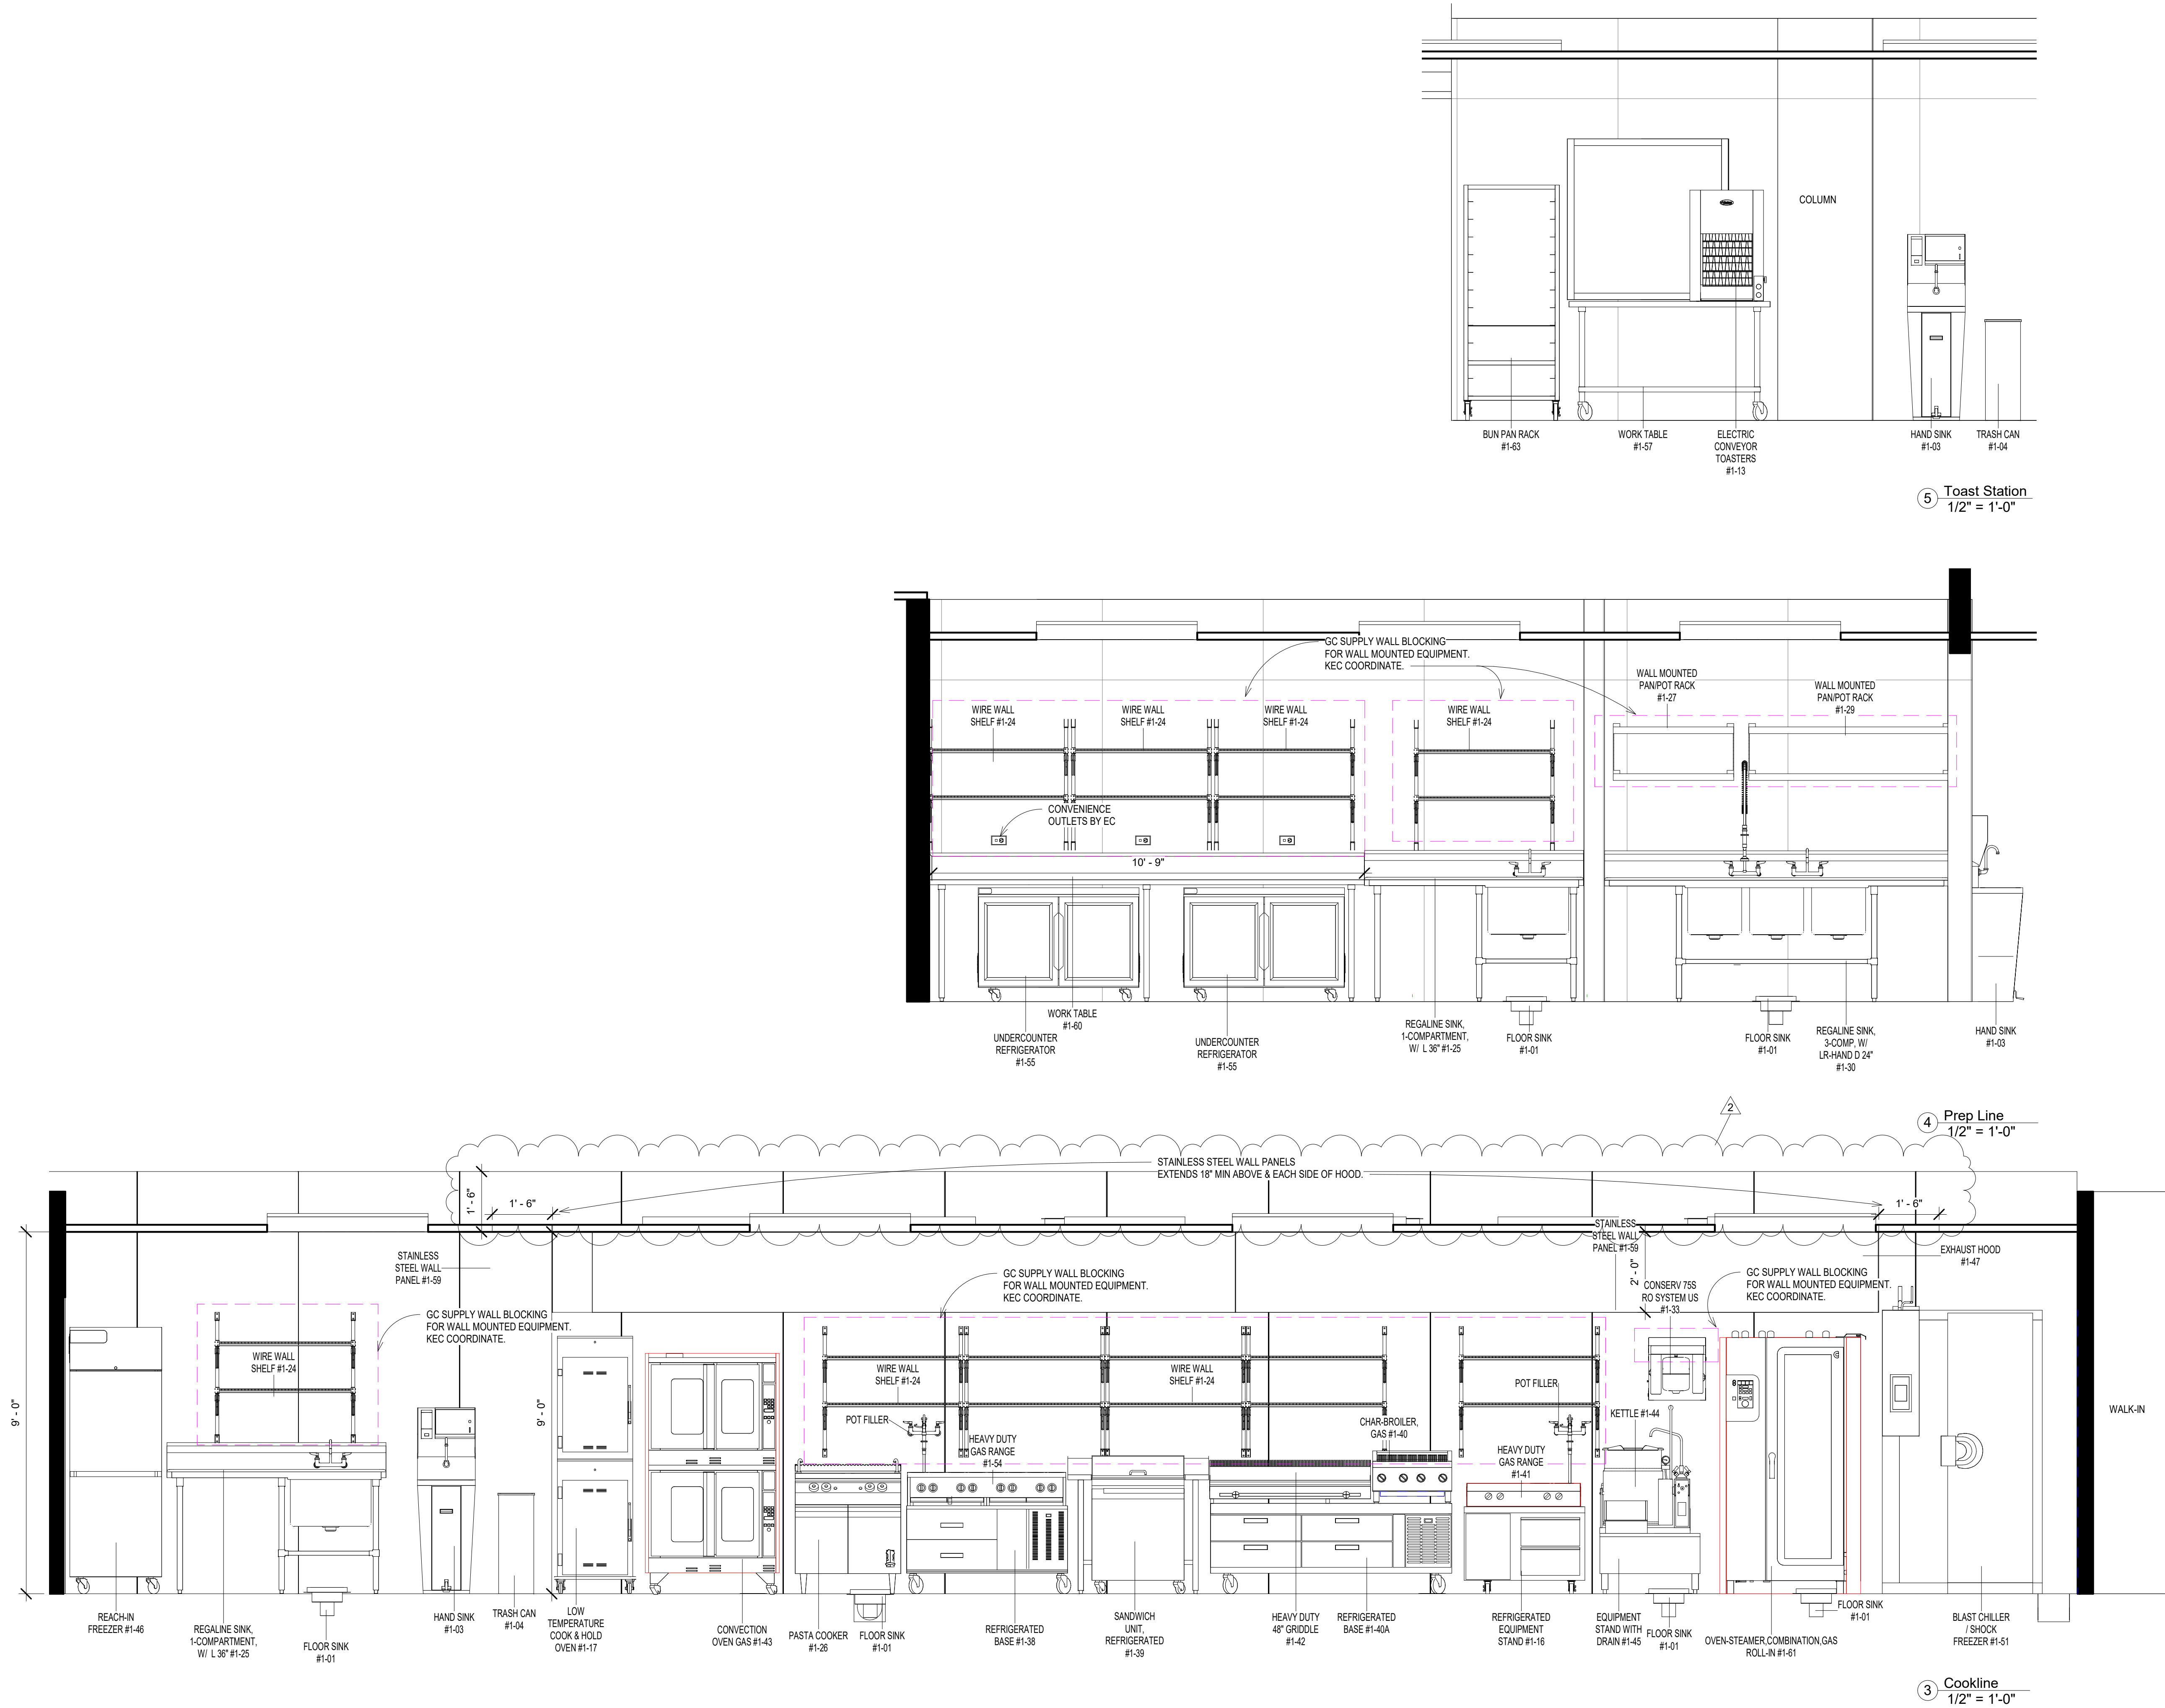 COLUMN
BUN PAN RACK
#1-63
WORK TABLE
#1-57
ELECTRIC
CONVEYOR
TOASTERS
#1-13
HAND SINK
#1-03
TRASH CAN
#1-04
5
Toast Station
1/2" = 1'-0"
GC SUPPLY WALL BLOCKING
FOR WALL MOUNTED EQUIPMENT.
KEC COORDINATE.
WALL MOUNTED
PAN/POT RACK
#1-27
WALL MOUNTED
PAN/POT RACK
#1-29
WIRE WALL
SHELF #1-24
WIRE WALL
SHELF #1-24
WIRE WALL
SHELF #1-24
WIRE WALL
SHELF #1-24
CONVENIENCE
OUTLETS BY EC
10' - 9"
WORK TABLE
#1-60
UNDERCOUNTER
REFRIGERATOR
#1-55
UNDERCOUNTER
REFRIGERATOR
#1-55
REGALINE SINK,
1-COMPARTMENT,
W/ L 36" #1-25
FLOOR SINK
#1-01
FLOOR SINK
#1-01
REGALINE SINK,
3-COMP, W/
LR-HAND D 24"
#1-30
HAND SINK
#1-03
4
Prep Line
1/2" = 1'-0"
2
STAINLESS STEEL WALL PANELS
EXTENDS 18" MIN ABOVE & EACH SIDE OF HOOD.
1' - 6"
1' - 6"
1' - 6"
STAINLESS
STEEL WALL
PANEL #1-59
STAINLESS
STEEL WALL
PANEL #1-59
EXHAUST HOOD
#1-47
2' - 0"
GC SUPPLY WALL BLOCKING
FOR WALL MOUNTED EQUIPMENT.
KEC COORDINATE.
GC SUPPLY WALL BLOCKING
FOR WALL MOUNTED EQUIPMENT.
KEC COORDINATE.
CONSERV 75S
RO SYSTEM US
#1-33
GC SUPPLY WALL BLOCKING
FOR WALL MOUNTED EQUIPMENT.
KEC COORDINATE.
WIRE WALL
SHELF #1-24
WIRE WALL
SHELF #1-24
WIRE WALL
SHELF #1-24
9' - 0"
9' - 0"
POT FILLER
POT FILLER
WALK-IN
HEAVY DUTY
GAS RANGE
#1-54
CHAR-BROILER,
GAS #1-40
HEAVY DUTY
GAS RANGE
#1-41
KETTLE #1-44
REACH-IN
FREEZER #1-46
REGALINE SINK,
1-COMPARTMENT,
W/ L 36" #1-25
FLOOR SINK
#1-01
HAND SINK
#1-03
TRASH CAN
#1-04
LOW
TEMPERATURE
COOK & HOLD
OVEN #1-17
CONVECTION
OVEN GAS #1-43
PASTA COOKER
#1-26
FLOOR SINK
#1-01
REFRIGERATED
BASE #1-38
SANDWICH
UNIT,
REFRIGERATED
#1-39
HEAVY DUTY
48" GRIDDLE
#1-42
REFRIGERATED
BASE #1-40A
REFRIGERATED
EQUIPMENT
STAND #1-16
EQUIPMENT
STAND WITH
DRAIN #1-45
FLOOR SINK
#1-01
OVEN-STEAMER,COMBINATION,GAS
ROLL-IN #1-61
FLOOR SINK
#1-01
BLAST CHILLER
/ SHOCK
FREEZER #1-51
3
Cookline
1/2" = 1'-0"